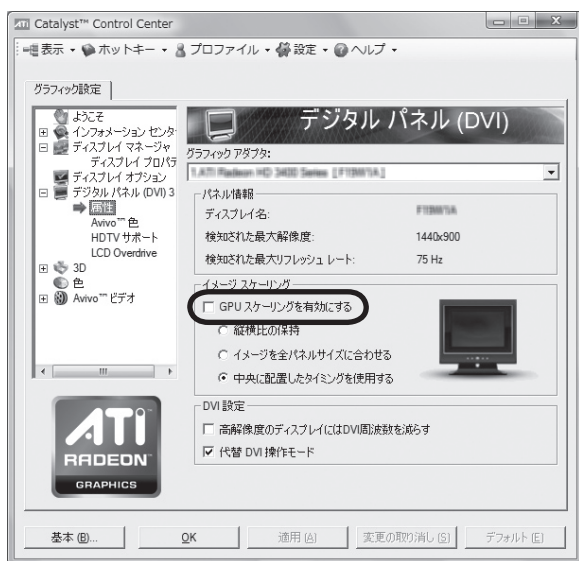 Catalyst™ Control Center
表示 ホットキー プロファイル 設定 ヘルプ
グラフィック設定
ようこそ
インフォメーション センタ
ディスプレイ マネージャ
ディスプレイ プロパテ
ディスプレイ オプション
デジタル パネル (DVI) 3
属性
Avivo™ 色
HDTV サポート
LCD Overdrive
3D
色
Avivo™ ビデオ
ATI
RADEON
GRAPHICS
デジタル パネル (DVI)
グラフィック アダプタ:
パネル情報
ディスプレイ名:
検知された最大解像度: 1440x900
検知された最大リフレッシュ レート: 75 Hz
イメージ スケーリング
GPU スケーリングを有効にする
縦横比の保持
イメージを全パネルサイズに合わせる
中央に配置したタイミングを使用する
DVI 設定
高解像度のディスプレイにはDVI周波数を減らす
代替 DVI 操作モード
基本 (B)... OK 適用 (A) 変更の取り消し (S) デフォルト (E)